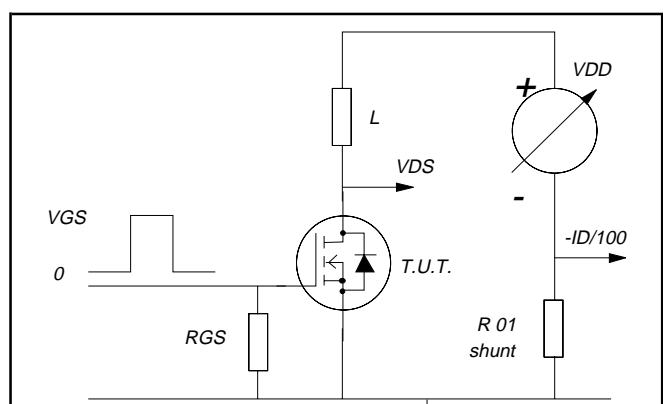 +
VDD
L
VDS
-
VGS
-ID/100
0
T.U.T.
RGS
R 01
shunt